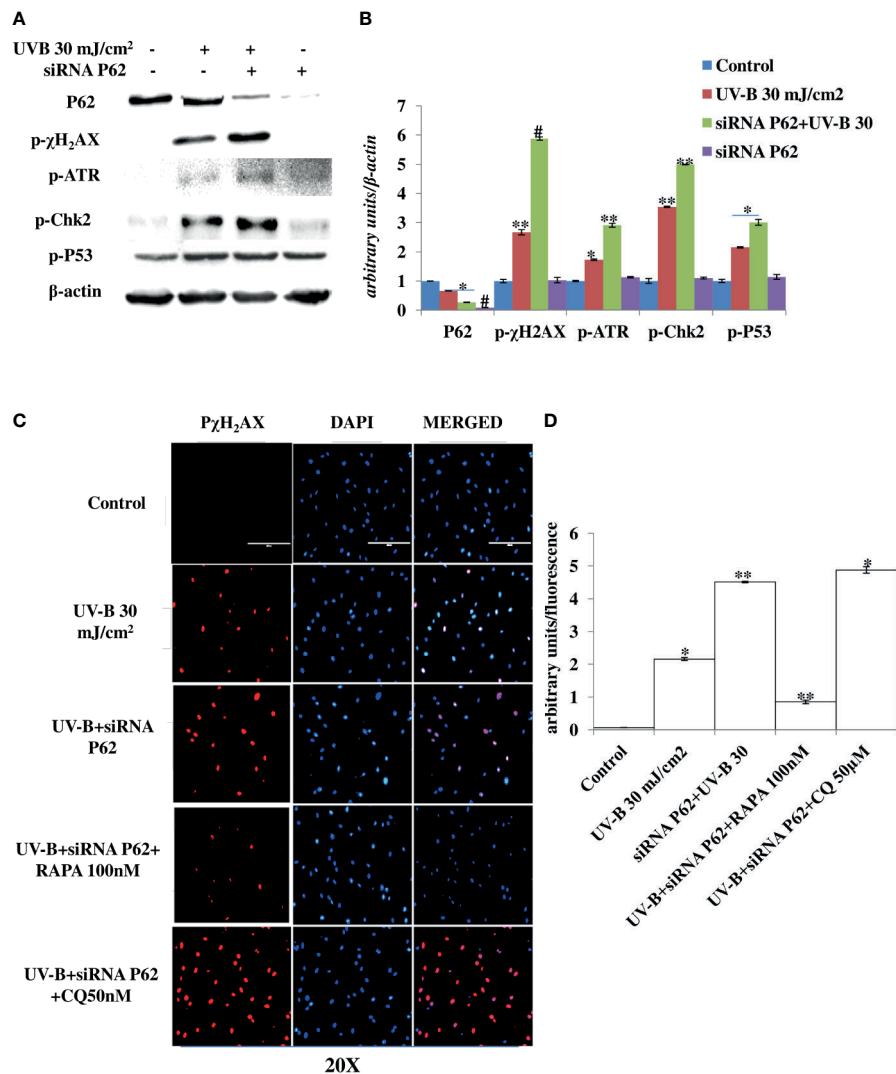 A
UVB 30 mJ/cm² - + + -
siRNA P62 - - + +
P62
p-γH₂AX
p-ATR
p-Chk2
p-P53
β-actin
B
Control
UV-B 30 mJ/cm2
siRNA P62+UV-B 30
siRNA P62
arbitrary units/β-actin
7
6
5
4
3
2
1
0
* # ** # * ** ** ** *
P62 p-γH2AX p-ATR p-Chk2 p-P53
C
PγH₂AX DAPI MERGED
Control
UV-B 30
mJ/cm²
UV-B+siRNA
P62
UV-B+siRNA P62+
RAPA 100nM
UV-B+siRNA P62
+CQ50nM
20X
D
arbitrary units/fluorescence
6
5
4
3
2
1
0
* ** ** *
Control
UV-B 30 mJ/cm2
siRNA P62+UV-B 30
UV-B+siRNA P62+RAPA 100nM
UV-B+siRNA P62+CQ 50µM